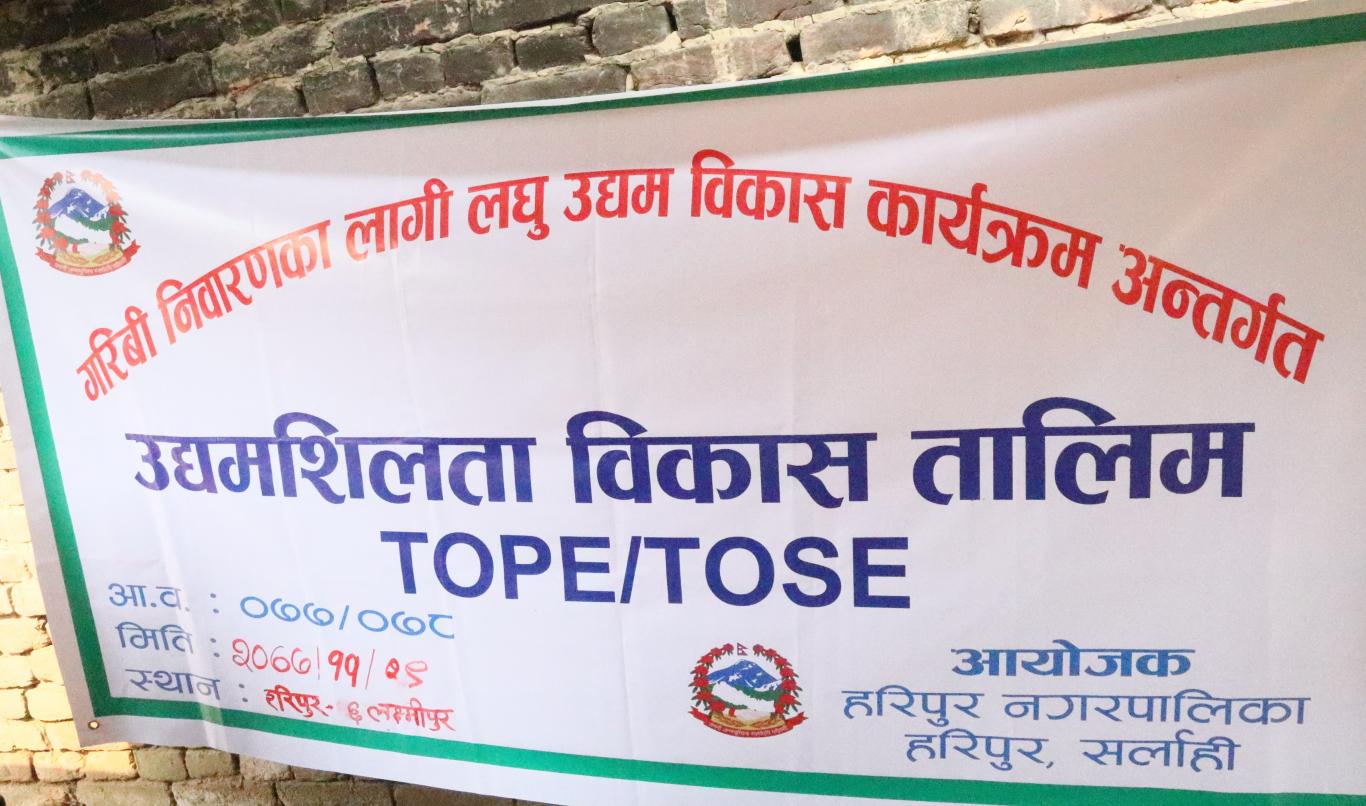 गरिबी निवारणका लागी लघु उद्यम विकास कार्यक्रम अन्तर्गत
उद्यमशिलता विकास तालिम
TOPE/TOSE
आ.व. : ०७७/०७८
मिति : २०७७/११/२९
स्थान : हरिपुर- ६ लक्ष्मीपुर
आयोजक
हरिपुर नगरपालिका
हरिपुर, सर्लाही